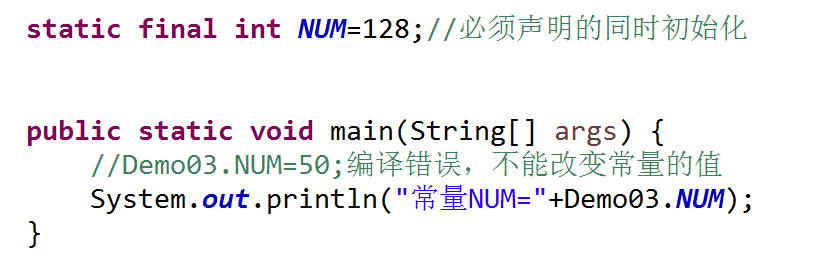 static final int NUM=128;//必须声明的同时初始化
public static void main(String[] args) {
//Demo03.NUM=50;编译错误，不能改变常量的值
System.out.println("常量NUM="+Demo03.NUM);
}